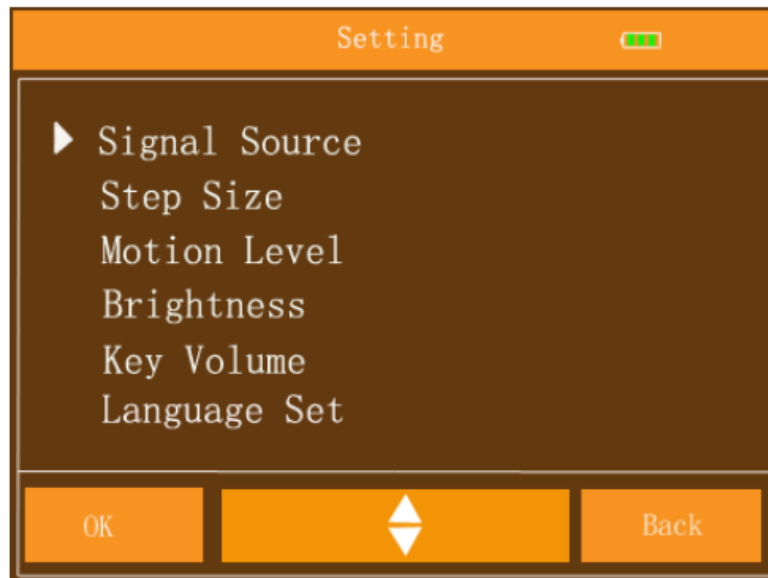 Setting
Signal Source
Step Size
Motion Level
Brightness
Key Volume
Language Set
OK
Back